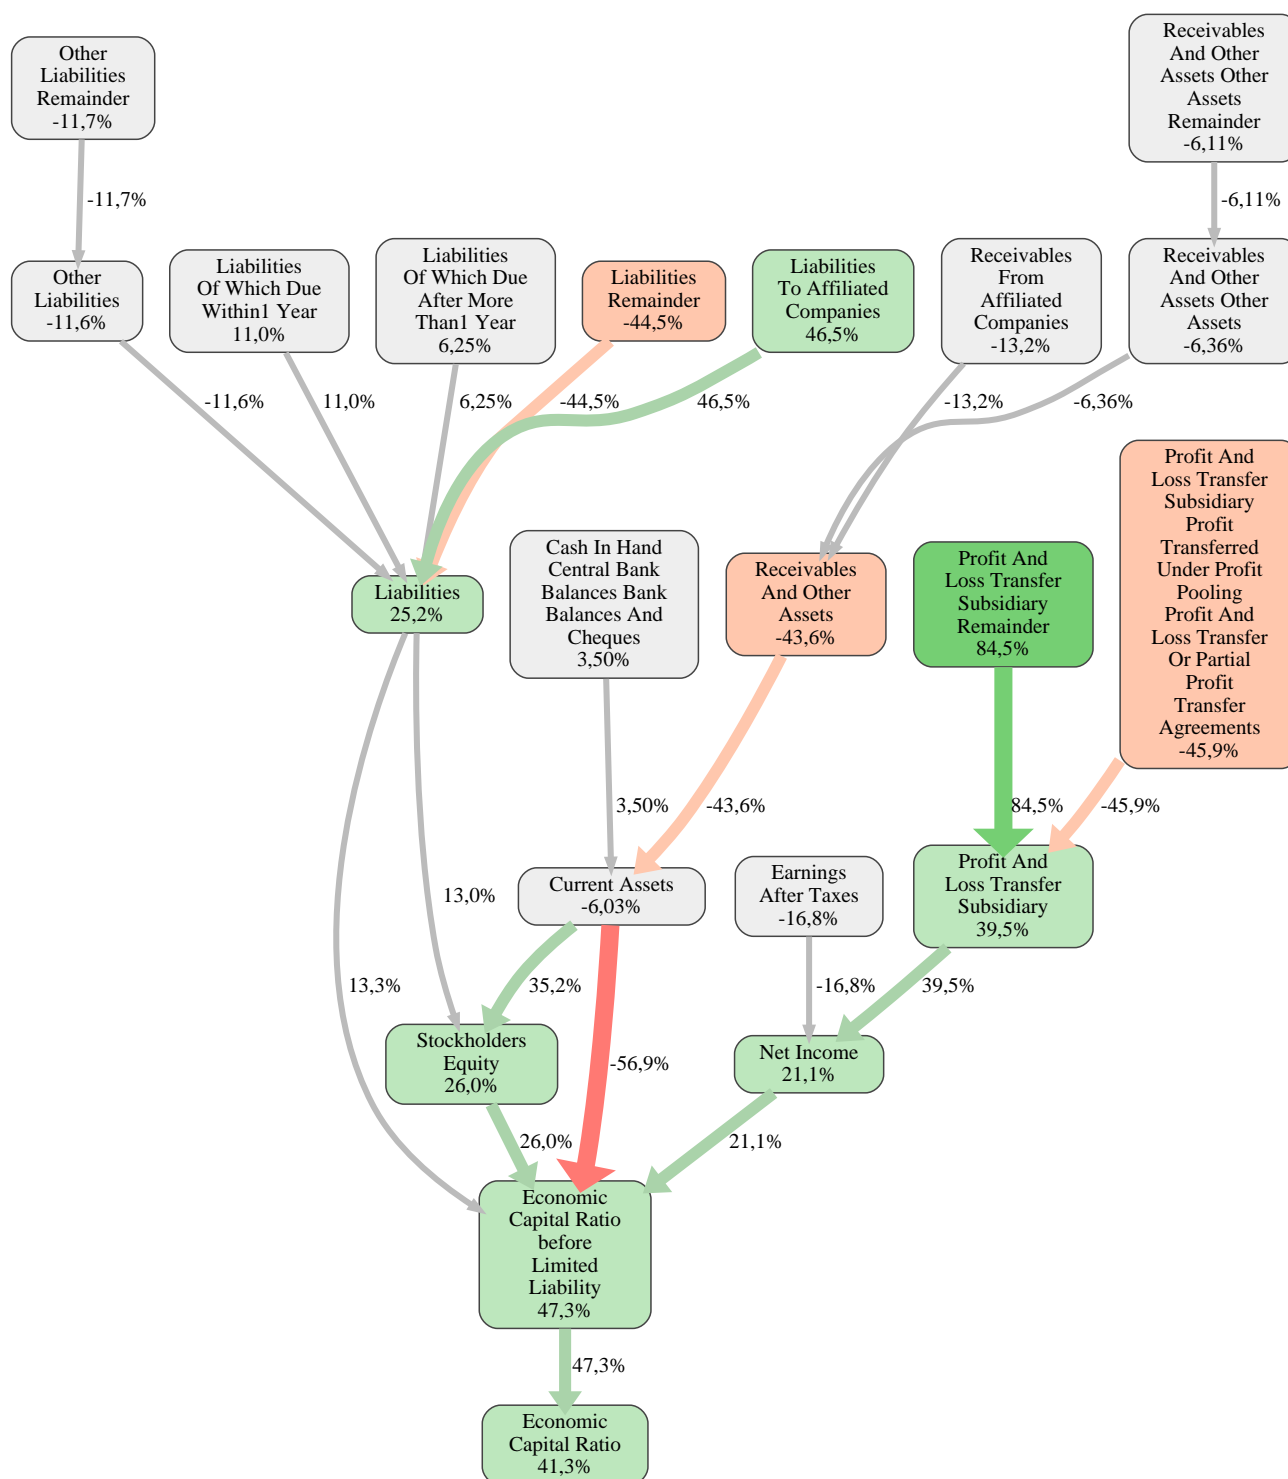 Other
Liabilities
Remainder
-11,7%
Receivables
And Other
Assets Other
Assets
Remainder
-6,11%
-11,7%
-6,11%
Other
Liabilities
-11,6%
Liabilities
Of Which Due
Within1 Year
11,0%
Liabilities
Of Which Due
After More
Than1 Year
6,25%
Liabilities
Remainder
-44,5%
Liabilities
To Affiliated
Companies
46,5%
Receivables
From
Affiliated
Companies
-13,2%
Receivables
And Other
Assets Other
Assets
-6,36%
-11,6%
11,0%
6,25%
-44,5%
46,5%
-13,2%
-6,36%
Profit And
Loss Transfer
Subsidiary
Profit
Transferred
Under Profit
Pooling
Profit And
Loss Transfer
Or Partial
Profit
Transfer
Agreements
-45,9%
Cash In Hand
Central Bank
Balances Bank
Balances And
Cheques
3,50%
Receivables
And Other
Assets
-43,6%
Profit And
Loss Transfer
Subsidiary
Remainder
84,5%
Liabilities
25,2%
3,50%
-43,6%
84,5%
-45,9%
Current Assets
-6,03%
Earnings
After Taxes
-16,8%
Profit And
Loss Transfer
Subsidiary
39,5%
13,0%
13,3%
35,2%
-16,8%
39,5%
Stockholders
Equity
26,0%
-56,9%
Net Income
21,1%
26,0%
21,1%
Economic
Capital Ratio
before
Limited
Liability
47,3%
47,3%
Economic
Capital Ratio
41,3%